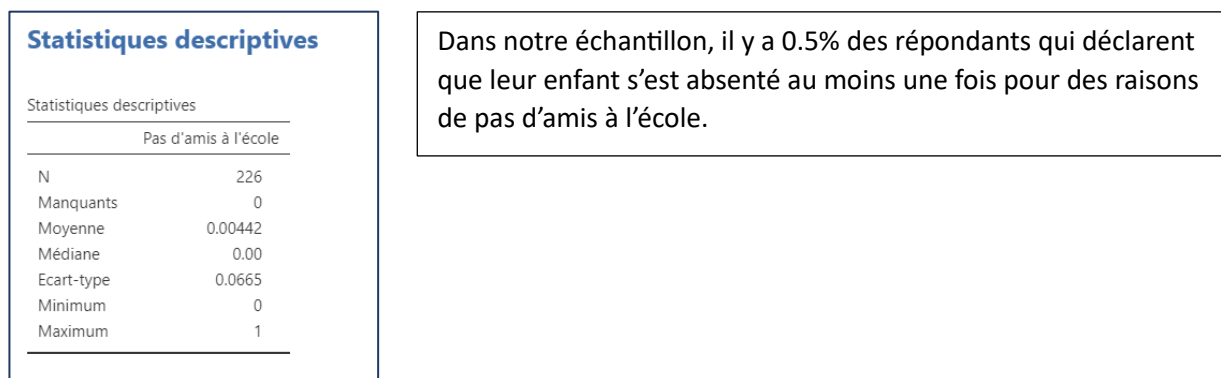 Statistiques descriptives
Statistiques descriptives
Pas d'amis à l'école
N 226
Manquants 0
Moyenne 0.00442
Médiane 0.00
Ecart-type 0.0665
Minimum 0
Maximum 1
Dans notre échantillon, il y a 0.5% des répondants qui déclarent
que leur enfant s’est absenté au moins une fois pour des raisons
de pas d’amis à l’école.